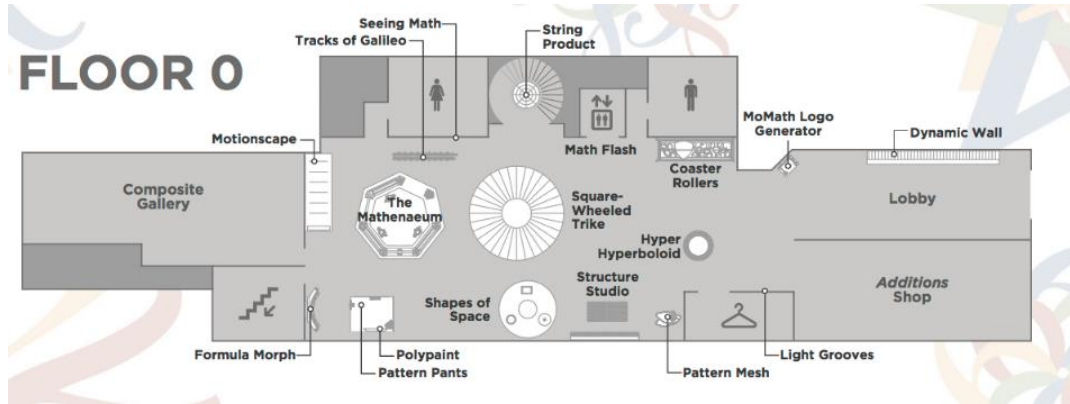 FLOOR 0
Seeing Math
Tracks of Galileo
String
Product
Motionscape
Math Flash
MoMath Logo
Generator
Dynamic Wall
Composite
Gallery
The
Mathenaeum
Square-
Wheeled
Trike
Coaster
Rollers
Lobby
Hyper
Hyperboloid
Structure
Studio
Shapes of
Space
Additions
Shop
Formula Morph
Polypaint
Pattern Pants
Light Grooves
Pattern Mesh